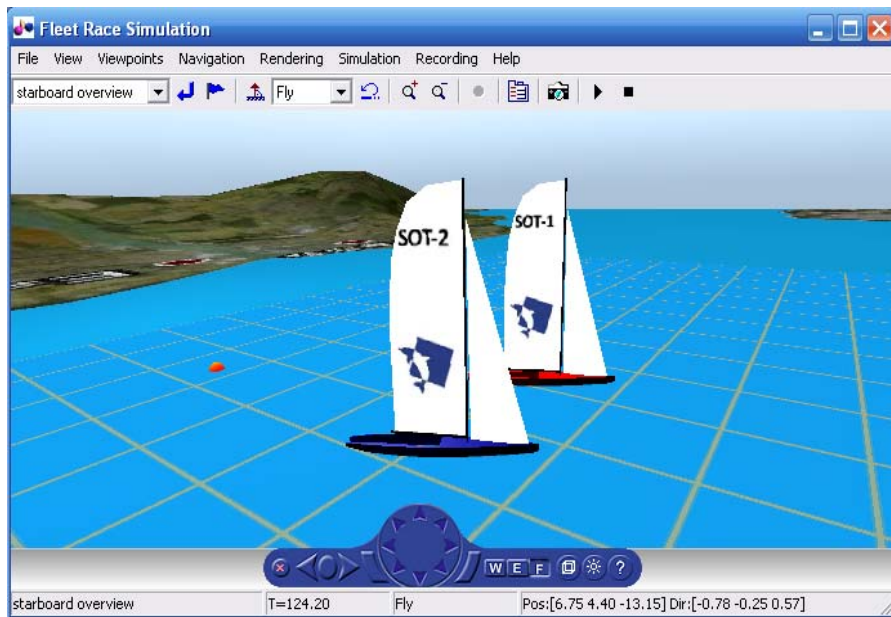 Fleet Race Simulation
File View Viewpoints Navigation Rendering Simulation Recording Help
starboard overview Fly
SOT-2 SOT-1
W E F ?
starboard overview T=124.20 Fly Pos:[6.75 4.40 -13.15] Dir:[-0.78 -0.25 0.57]